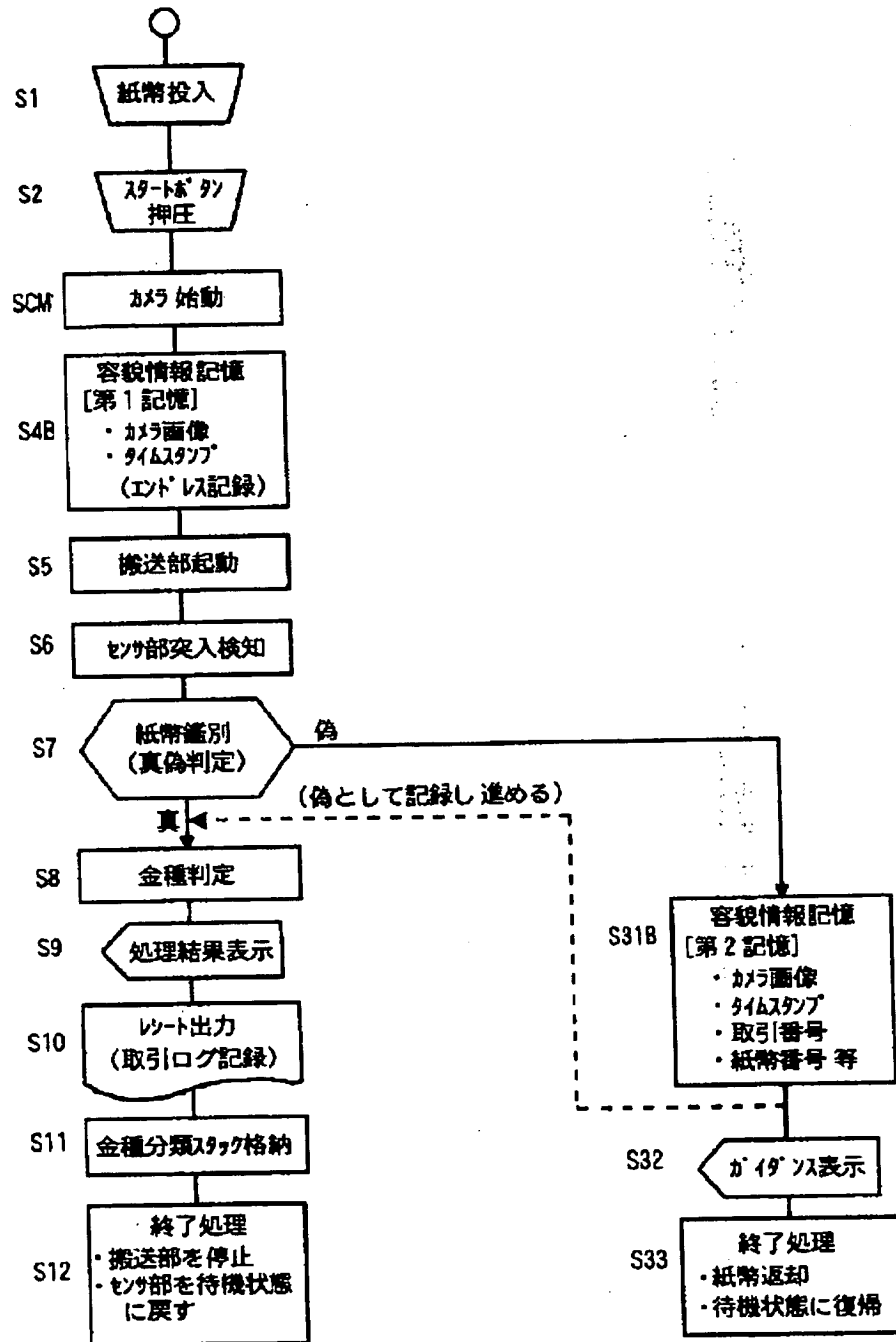 S1
紙幣投入
S2
ｽﾀｰﾄﾎﾞﾀﾝ
押圧
SCM
ｶﾒﾗ 始動
S4B
容貌情報記憶
[第1記憶]
・ｶﾒﾗ画像
・ﾀｲﾑｽﾀﾝﾌﾟ
(ｴﾝﾄﾞﾚｽ記録)
S5
搬送部起動
S6
ｾﾝｻ部突入検知
S7
紙幣鑑別
(真偽判定)
偽
真
(偽として記録し進める)
S8
金種判定
S9
処理結果表示
S10
ﾚｼｰﾄ出力
(取引ログ記録)
S11
金種分類ｽﾀｯｸ格納
S12
終了処理
・搬送部を停止
・ｾﾝｻ部を待機状態
に戻す
S31B
容貌情報記憶
[第2記憶]
・ｶﾒﾗ画像
・ﾀｲﾑｽﾀﾝﾌﾟ
・取引番号
・紙幣番号 等
S32
ｶﾞｲﾀﾞﾝｽ表示
S33
終了処理
・紙幣返却
・待機状態に復帰